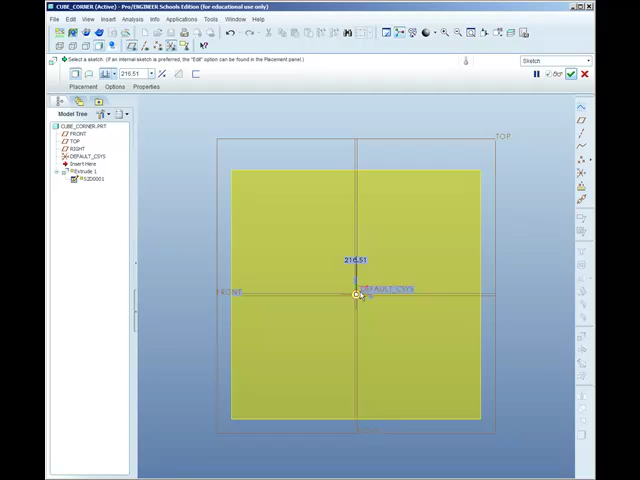 CUBE_CORNER (Active) - Pro/ENGINEER Schools Edition (for educational use only)
File Edit View Insert Analysis Info Applications Tools Window Help
Select a sketch. (If an internal sketch is preferred, the "Edit" option can be found in the Placement panel.)
Sketch
216.51
Placement Options Properties
Model Tree
CUBE_CORNER.PRT
FRONT
TOP
RIGHT
DEFAULT_CSYS
Insert Here
Extrude 1
S2D0001
TOP
216.51
DEFAULT_CSYS
FRONT